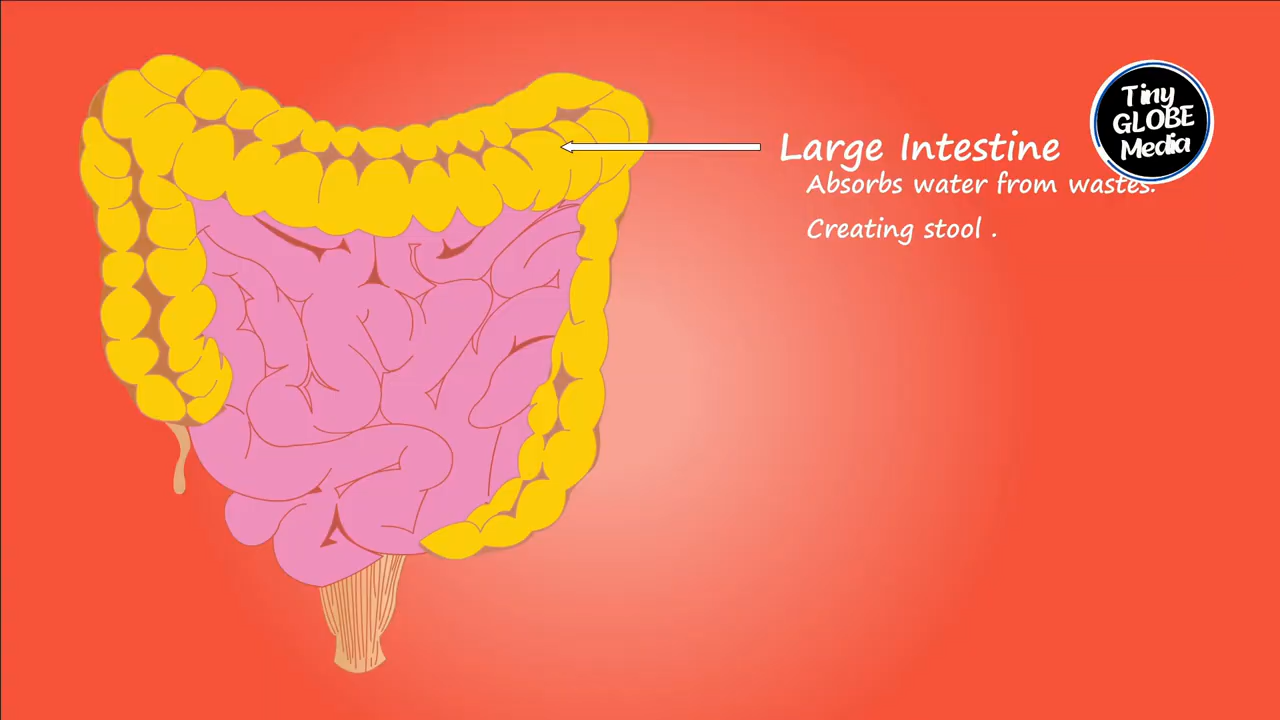 Tiny
GLOBE
Media
Large Intestine
Absorbs water from wastes.
Creating stool .